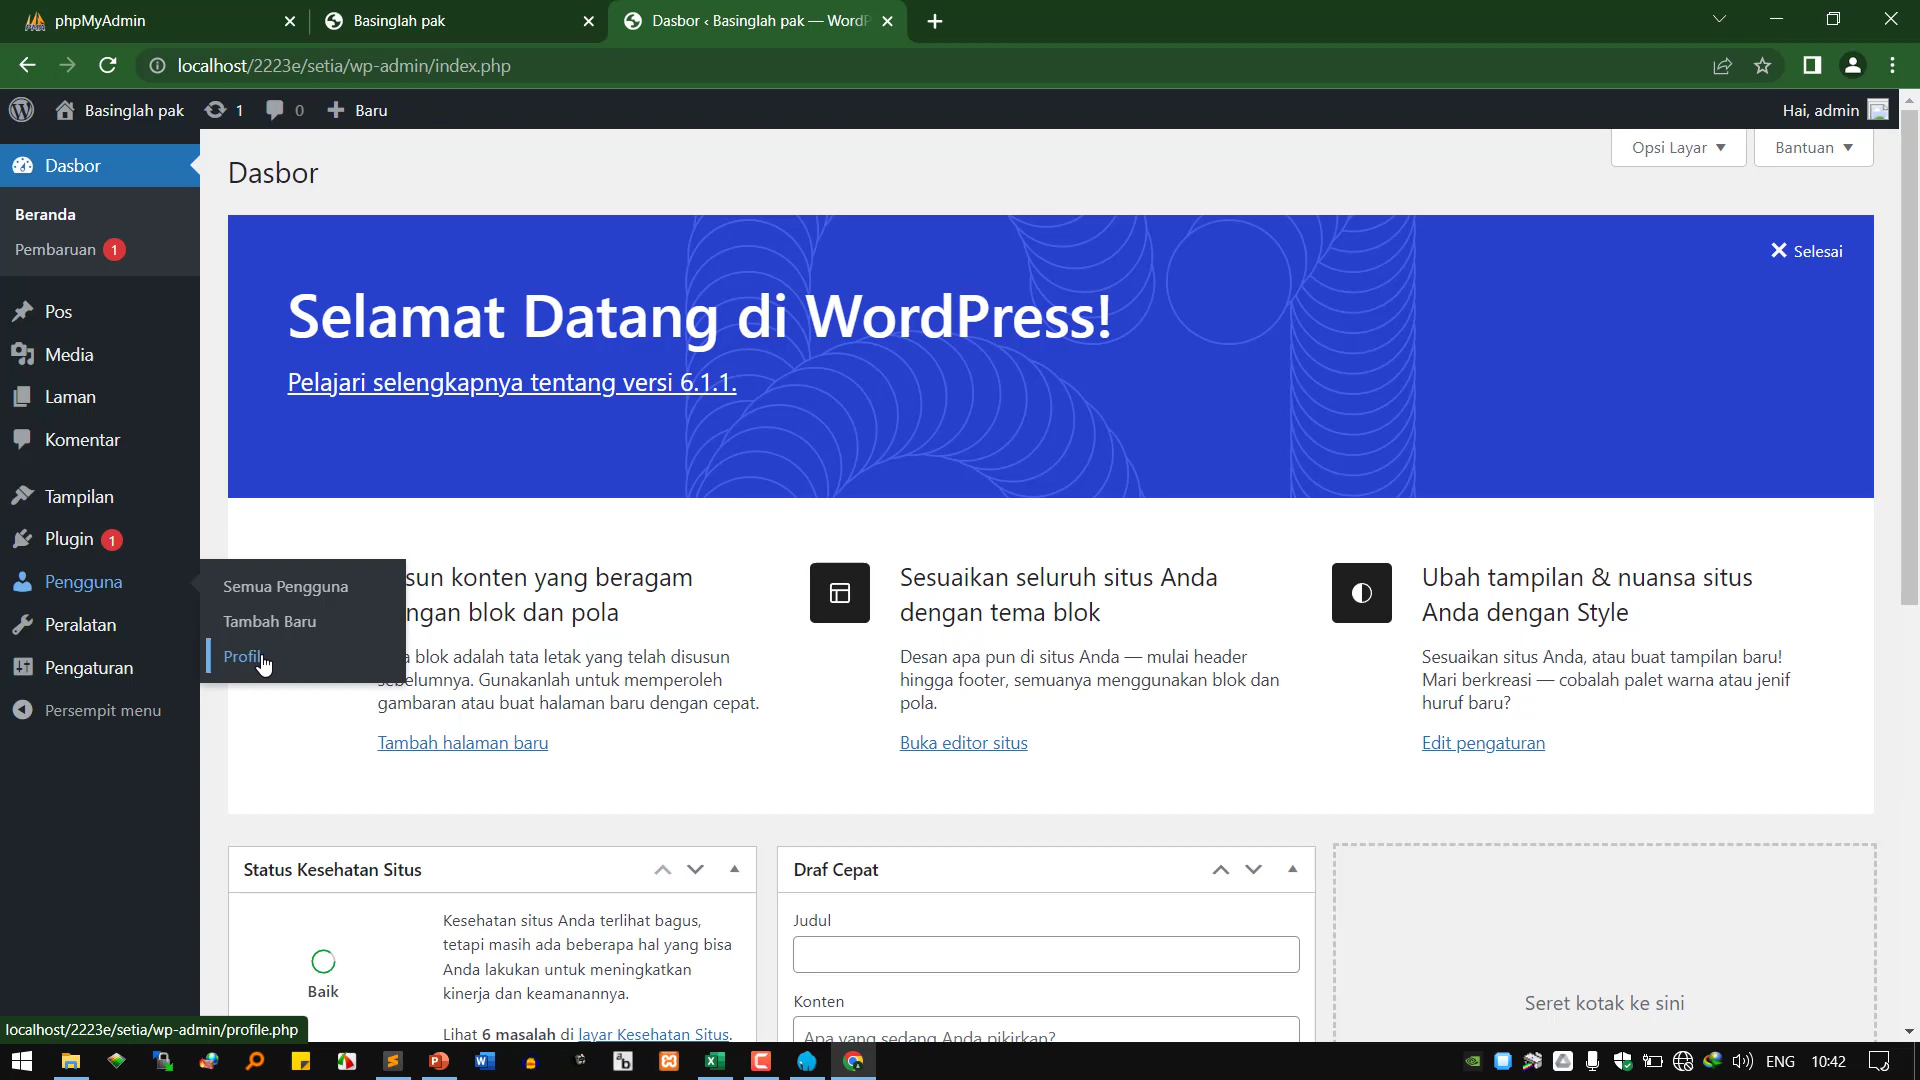 phpMyAdmin
Basinglah pak
Dasbor ‹ Basinglah pak — WordP
localhost/2223e/setia/wp-admin/index.php
Basinglah pak
1
0
Baru
Hai, admin
Dasbor
Beranda
Pembaruan 1
Pos
Media
Laman
Komentar
Tampilan
Plugin 1
Pengguna
Peralatan
Pengaturan
Persempit menu
Semua Pengguna
Tambah Baru
Profil
Dasbor
Opsi Layar
Bantuan
Selesai
Selamat Datang di WordPress!
Pelajari selengkapnya tentang versi 6.1.1.
sun konten yang beragam
ngan blok dan pola
blok adalah tata letak yang telah disusun
sebelumnya. Gunakanlah untuk memperoleh
gambaran atau buat halaman baru dengan cepat.
Tambah halaman baru
Sesuaikan seluruh situs Anda
dengan tema blok
Desan apa pun di situs Anda — mulai header
hingga footer, semuanya menggunakan blok dan
pola.
Buka editor situs
Ubah tampilan & nuansa situs
Anda dengan Style
Sesuaikan situs Anda, atau buat tampilan baru!
Mari berkreasi — cobalah palet warna atau jenif
huruf baru?
Edit pengaturan
Status Kesehatan Situs
Baik
Kesehatan situs Anda terlihat bagus,
tetapi masih ada beberapa hal yang bisa
Anda lakukan untuk meningkatkan
kinerja dan keamanannya.
Lihat 6 masalah di layar Kesehatan Situs.
Draf Cepat
Judul
Konten
Apa yang sedang Anda pikirkan?
Seret kotak ke sini
localhost/2223e/setia/wp-admin/profile.php
ENG
10:42